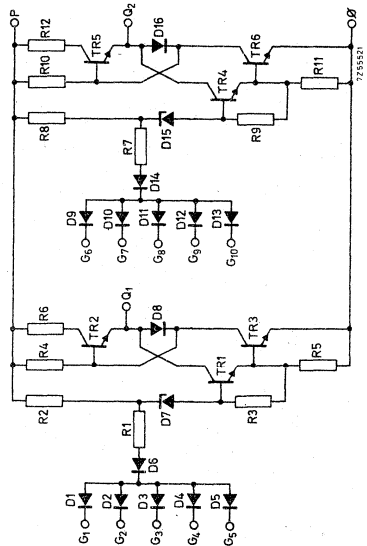 P
R12
TR5
Q2
D16
TR6
0
R10
TR4
R11
7Z55521
R8
D15
R9
R7
D14
D9
G6
D10
G7
D11
G8
D12
G9
D13
G10
R6
TR2
Q1
D8
TR3
R4
TR1
R5
R2
D7
R3
R1
D6
D1
G1
D2
G2
D3
G3
D4
G4
D5
G5